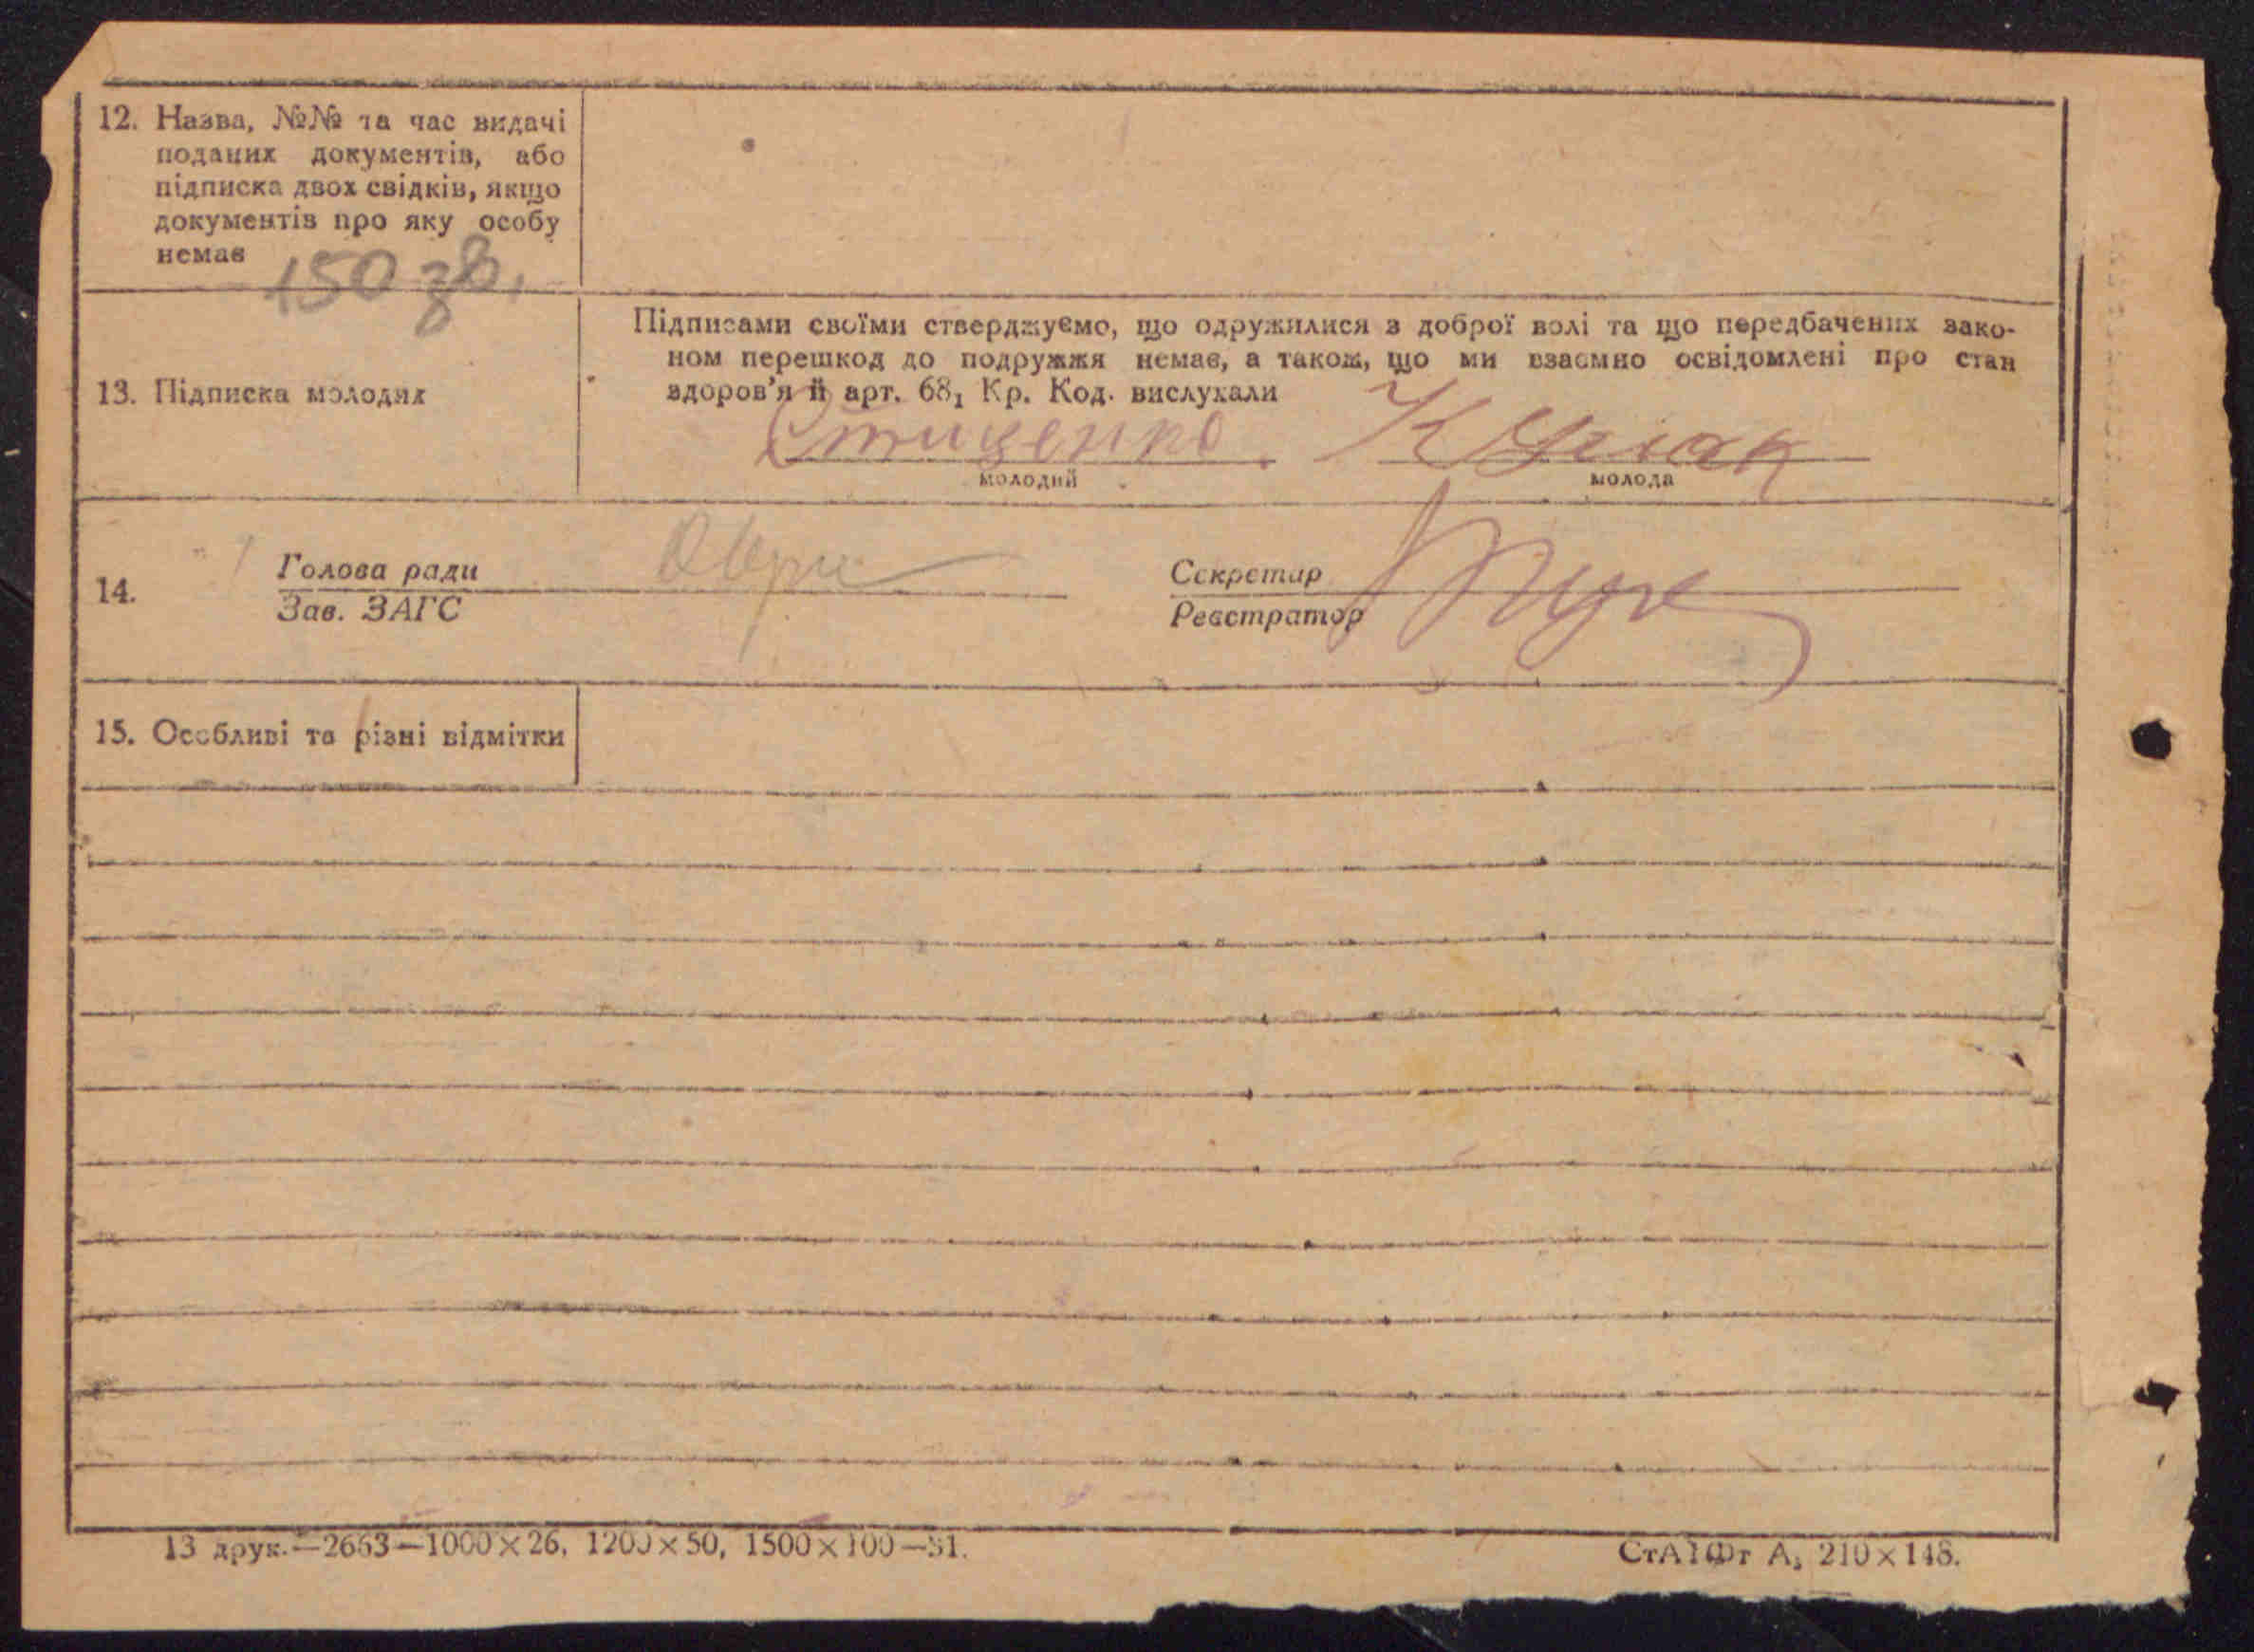 12. Назва, №№ та час видачі
поданих документів, або
підписка двох свідків, якщо
документів про яку особу
немає
150 зв.
13. Підписка молодих
Підписами своїми стверджуємо, що одружилися з доброї волі та що передбачених зако-
ном перешкод до подружжя немає, а також, що ми взаємно освідомлені про стан
здоров'я й арт. 68₁ Кр. Код. вислухали
молодий
молода
14.
Голова ради
Зав. ЗАГС
Секретар
Реєстратор
15. Особливі та різні відмітки
13 друк.—2663—1000×26, 1200×50, 1500×100—31.
210×148.